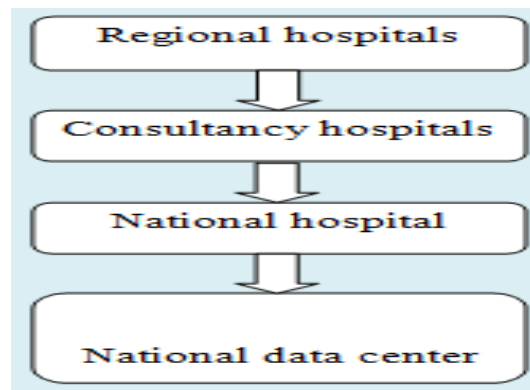 Regional hospitals
Consultancy hospitals
National hospital
National data center